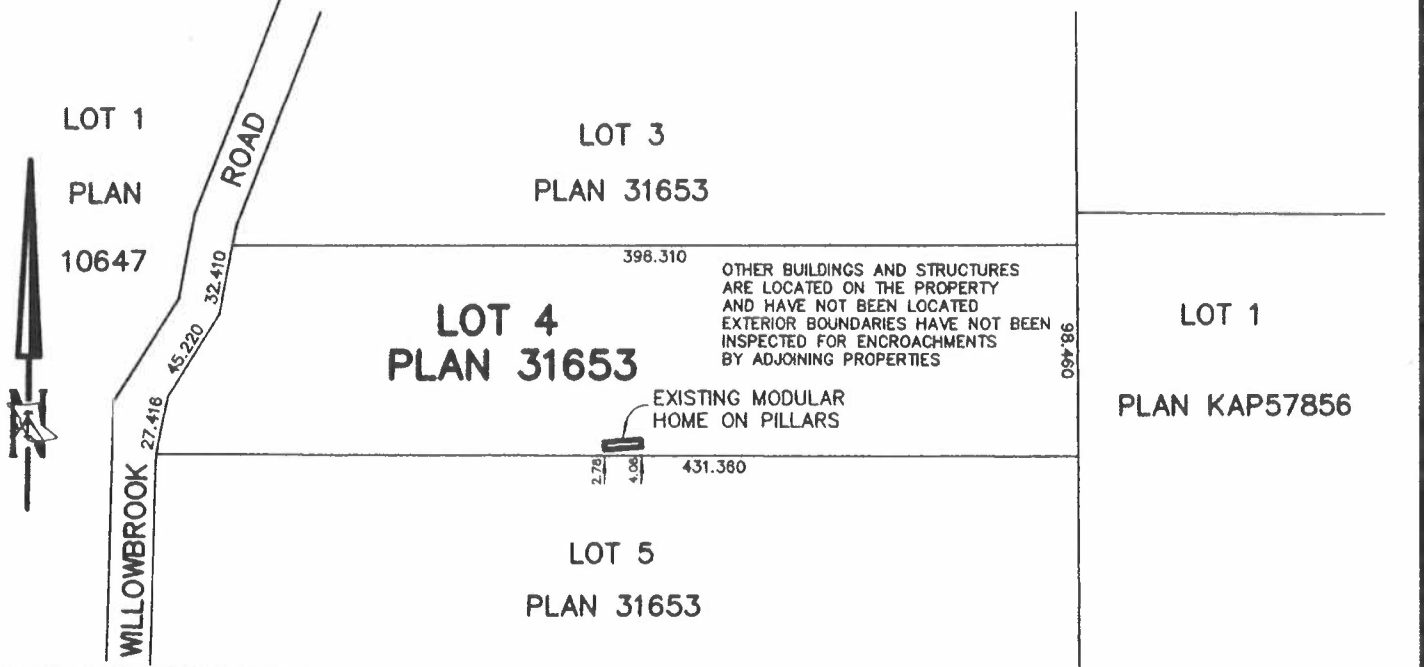 LOT 1
PLAN
10647
WILLOWBROOK ROAD
LOT 3
PLAN 31653
32.410
45.220
27.416
398.310
LOT 4
PLAN 31653
OTHER BUILDINGS AND STRUCTURES
ARE LOCATED ON THE PROPERTY
AND HAVE NOT BEEN LOCATED
EXTERIOR BOUNDARIES HAVE NOT BEEN
INSPECTED FOR ENCROACHMENTS
BY ADJOINING PROPERTIES
98.460
EXISTING MODULAR
HOME ON PILLARS
2.78
4.06
431.360
LOT 5
PLAN 31653
LOT 1
PLAN KAP57856
N